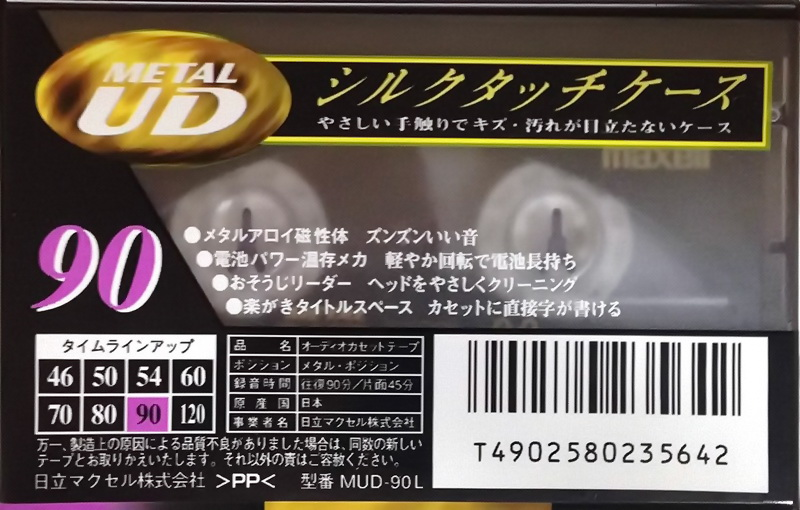 METAL
UD
シルクタッチケース
やさしい手触りでキズ・汚れが目立たないケース
maxell
90
●メタルアロイ磁性体 ズンズンいい音
●電池パワー温存メカ 軽やか回転で電池長持ち
●おそうじリーダー ヘッドをやさしくクリーニング
●楽がきタイトルスペース カセットに直接字が書ける
タイムラインアップ
46 50 54 60
70 80 90 120
品名 オーディオカセットテープ
ポジション メタル・ポジション
録音時間 往復90分/片面45分
原産国 日本
事業者名 日立マクセル株式会社
T4902580235642
万一、製造上の原因による品質不良がありました場合は、同数の新しい
テープとお取りかえいたします。それ以外の責はご容赦ください。
日立マクセル株式会社 >PP< 型番 MUD-90L